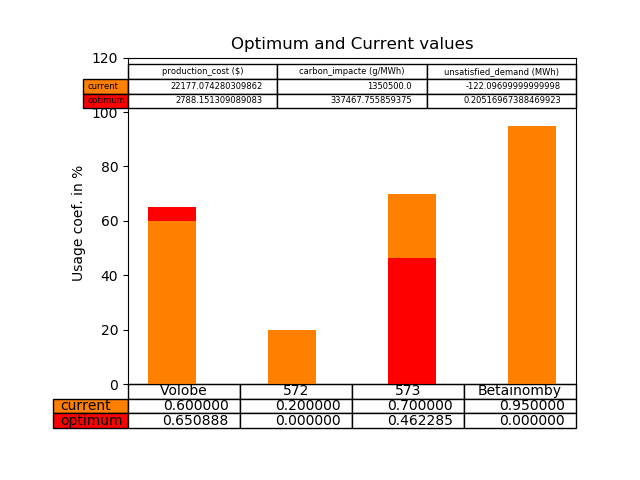 Optimum and Current values
120
production_cost ($) carbon_impacte (g/MWh) unsatisfied_demand (MWh)
current 22177.074280309862 1350500.0 -122.09699999999998
optimum 2788.151309089083 337467.755859375 0.20516967388469923
100
80
60
40
20
0
Usage coef. in %
Volobe 572 573 Betainomby
current 0.600000 0.200000 0.700000 0.950000
optimum 0.650888 0.000000 0.462285 0.000000